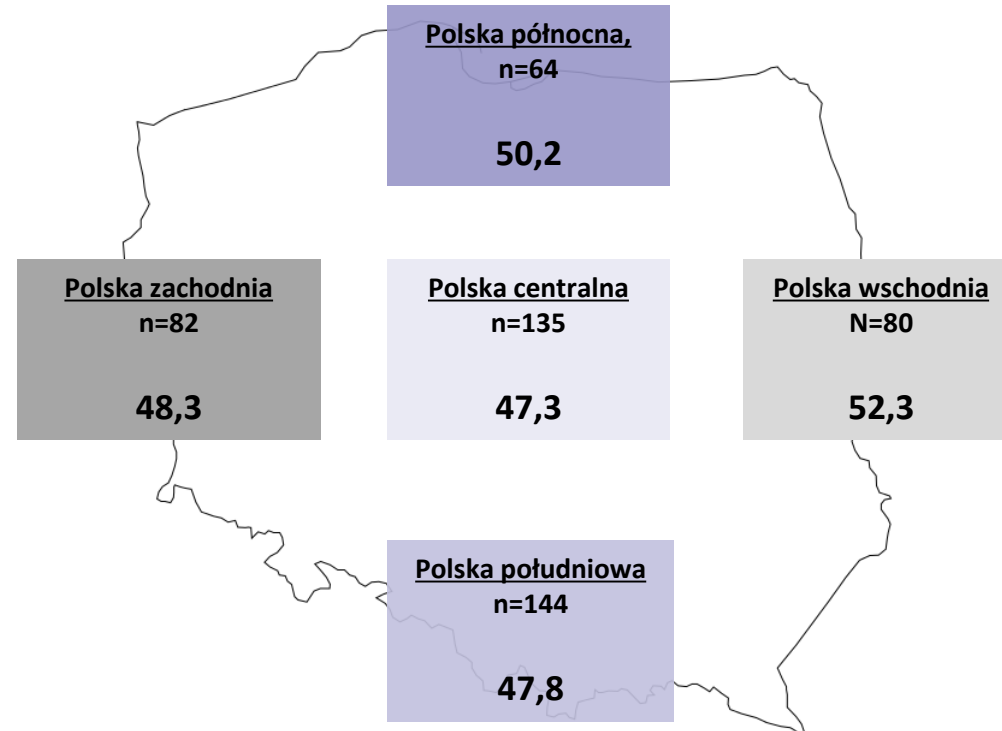 Polska północna,
n=64
50,2
Polska zachodnia
n=82
48,3
Polska centralna
n=135
47,3
Polska wschodnia
N=80
52,3
Polska południowa
n=144
47,8